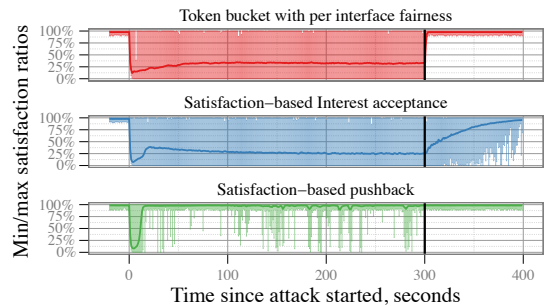 Token bucket with per interface fairness
100%
75%
50%
25%
0%
Satisfaction−based Interest acceptance
100%
75%
50%
25%
0%
Satisfaction−based pushback
100%
75%
50%
25%
0%
Min/max satisfaction ratios
0 100 200 300 400
Time since attack started, seconds